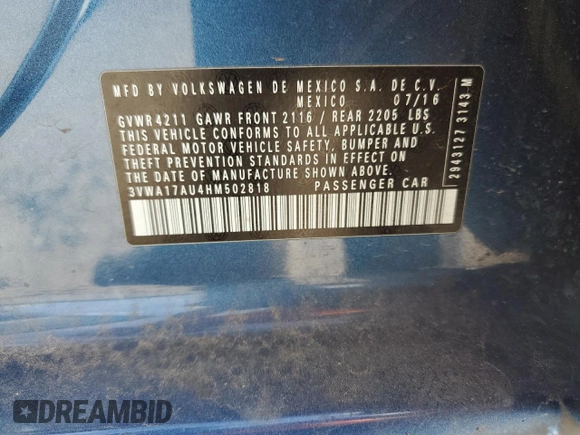 MFD BY VOLKSWAGEN DE MEXICO S.A. DE C.V.
MEXICO 07/16
GVWR4211 GAWR FRONT 2116 / REAR 2205 LBS
THIS VEHICLE CONFORMS TO ALL APPLICABLE U.S.
FEDERAL MOTOR VEHICLE SAFETY, BUMPER AND
THEFT PREVENTION STANDARDS IN EFFECT ON
THE DATE OF MANUFACTURE SHOWN ABOVE.
3VWA17AU4HM502818 PASSENGER CAR
2943127 3143 M
DREAMBID